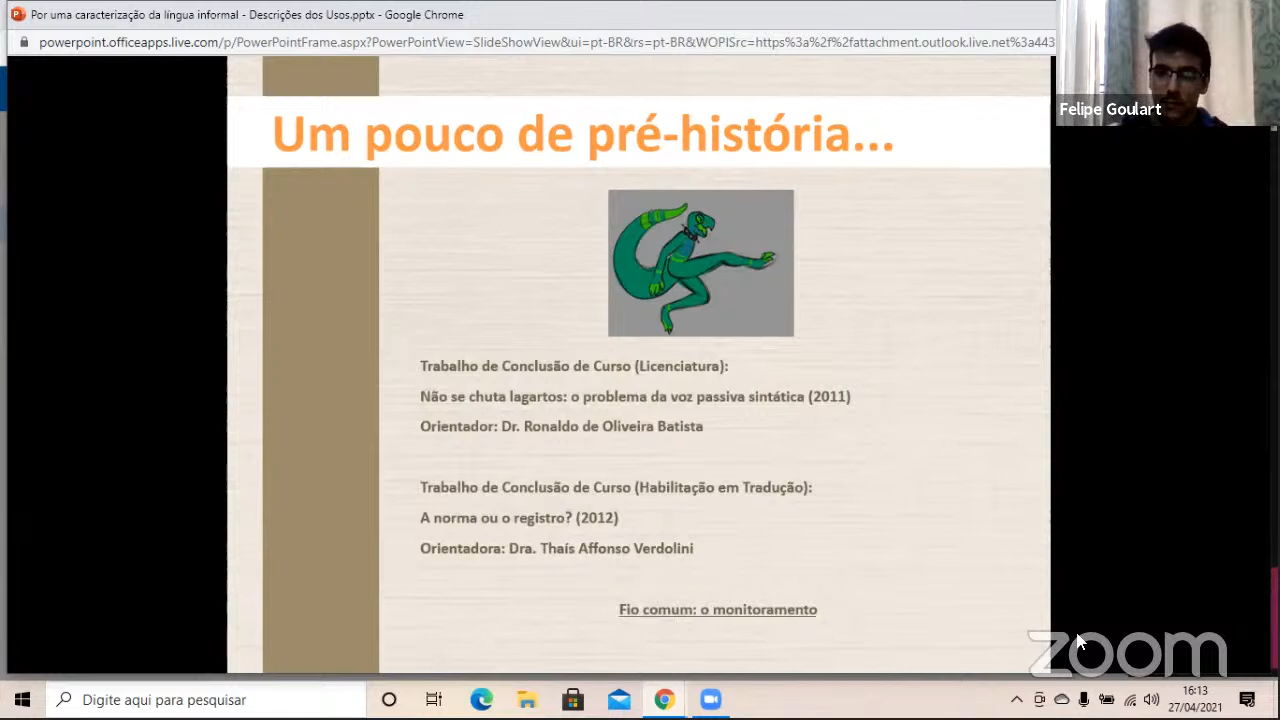 Por uma caracterização da língua informal - Descrições dos Usos.pptx - Google Chrome
powerpoint.officeapps.live.com/p/PowerPointFrame.aspx?PowerPointView=SlideShowView&ui=pt-BR&rs=pt-BR&WOPISrc=https%3a%2f%2fattachment.outlook.live.net%3a443
Felipe Goulart
Um pouco de pré-história...
Trabalho de Conclusão de Curso (Licenciatura):
Não se chuta lagartos: o problema da voz passiva sintática (2011)
Orientador: Dr. Ronaldo de Oliveira Batista
Trabalho de Conclusão de Curso (Habilitação em Tradução):
A norma ou o registro? (2012)
Orientadora: Dra. Thaís Affonso Verdolini
Fio comum: o monitoramento
zoom
Digite aqui para pesquisar
16:13
27/04/2021